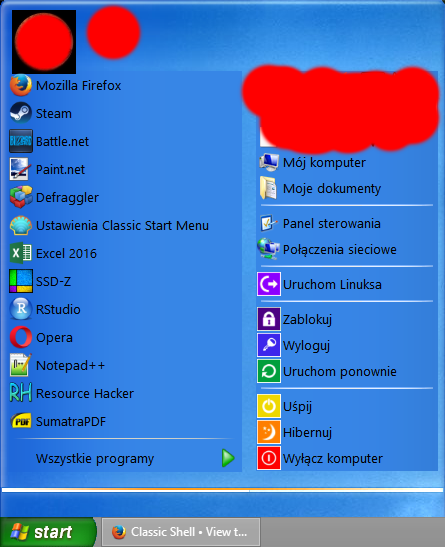 Mozilla Firefox
Steam
Battle.net
Paint.net
Defraggler
Ustawienia Classic Start Menu
Excel 2016
SSD-Z
RStudio
Opera
Notepad++
Resource Hacker
SumatraPDF
Wszystkie programy
Mój komputer
Moje dokumenty
Panel sterowania
Połączenia sieciowe
Uruchom Linuksa
Zablokuj
Wyloguj
Uruchom ponownie
Uśpij
Hibernuj
Wyłącz komputer
start
Classic Shell • View t...